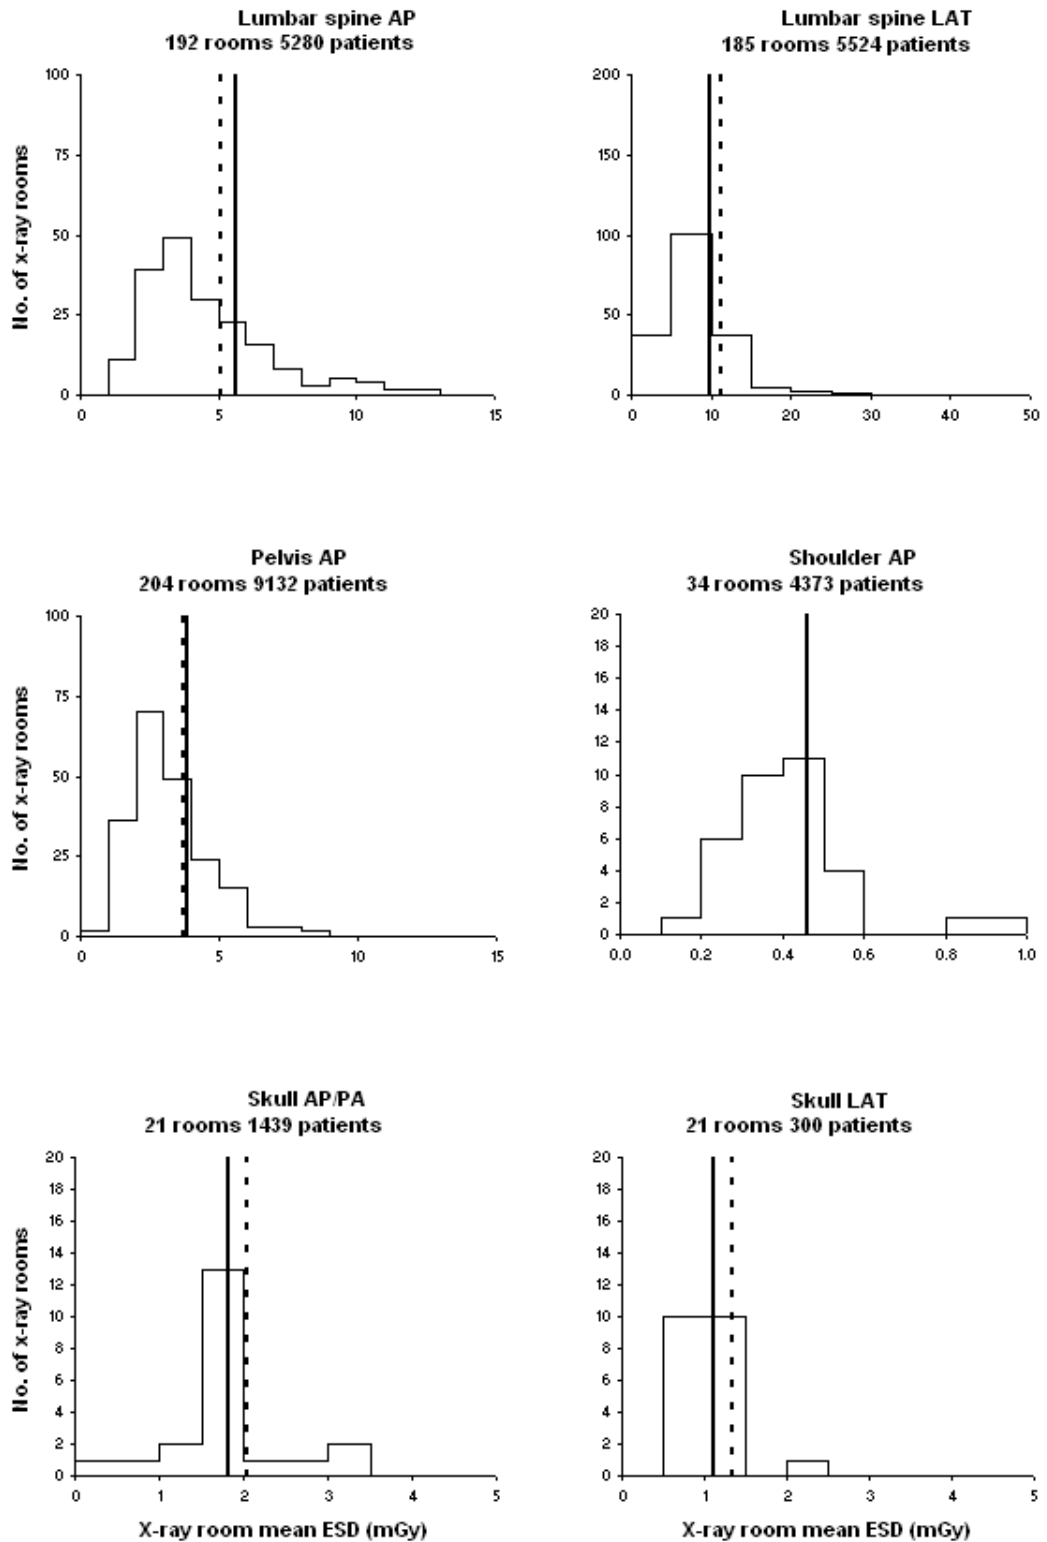 Lumbar spine AP
192 rooms 5280 patients
100
75
50
25
0
0 5 10 15
No. of x-ray rooms
Lumbar spine LAT
185 rooms 5524 patients
200
150
100
50
0
0 10 20 30 40 50
Pelvis AP
204 rooms 9132 patients
100
75
50
25
0
0 5 10 15
No. of x-ray rooms
Shoulder AP
34 rooms 4373 patients
20
18
16
14
12
10
8
6
4
2
0
0.0 0.2 0.4 0.6 0.8 1.0
Skull AP/PA
21 rooms 1439 patients
20
18
16
14
12
10
8
6
4
2
0
0 1 2 3 4 5
No. of x-ray rooms
X-ray room mean ESD (mGy)
Skull LAT
21 rooms 300 patients
20
18
16
14
12
10
8
6
4
2
0
0 1 2 3 4 5
X-ray room mean ESD (mGy)